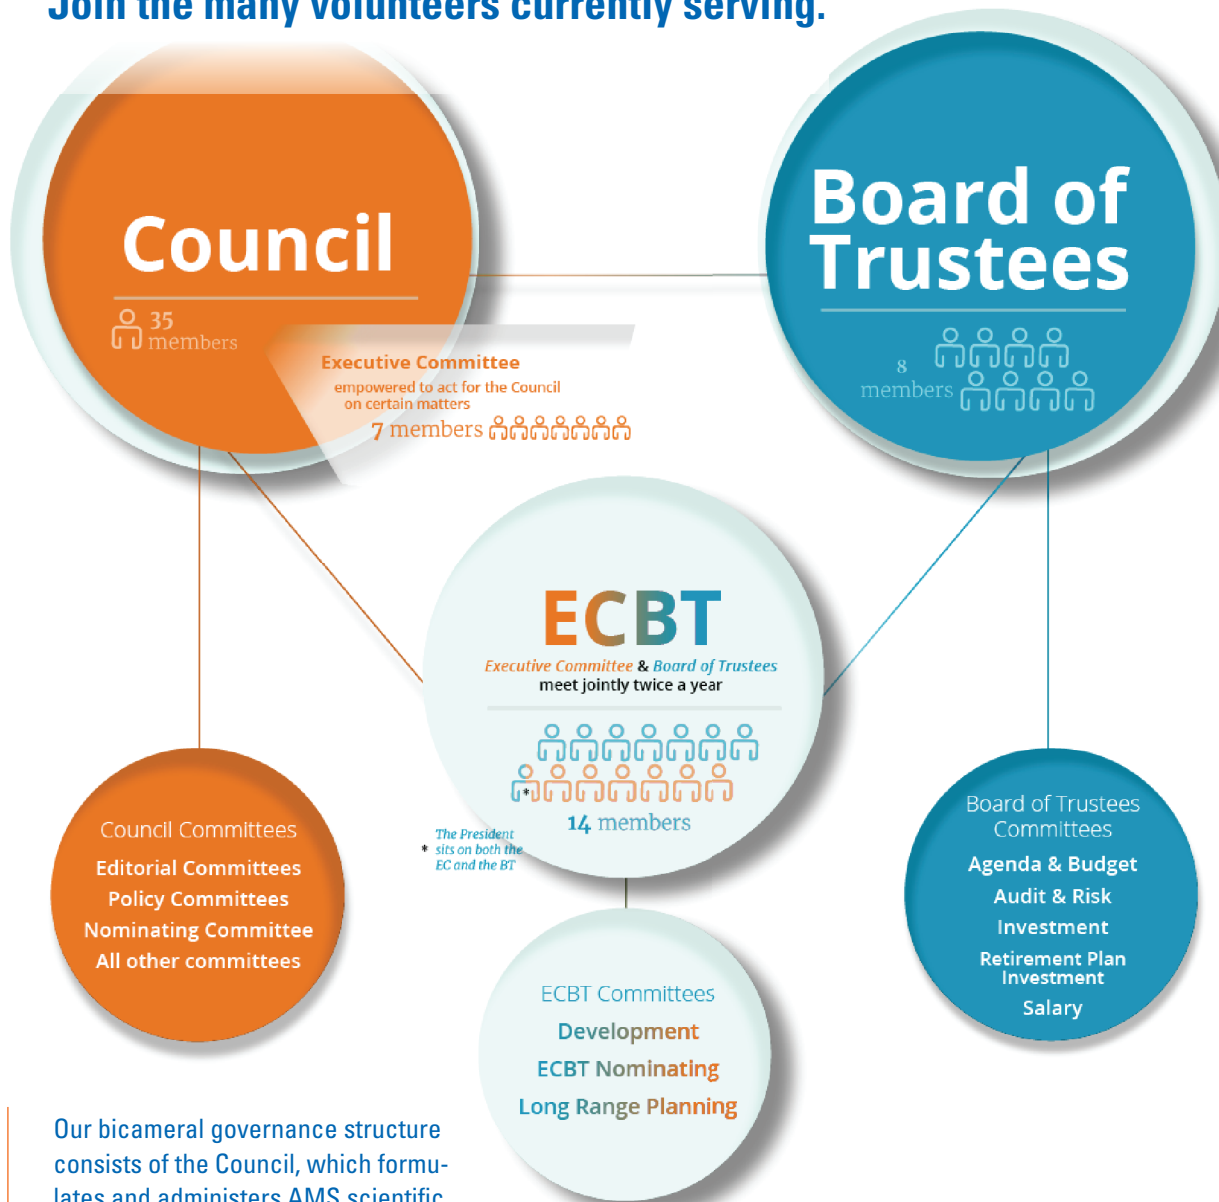 Join the many volunteers currently serving.
Council
35
members
Executive Committee
empowered to act for the Council
on certain matters
7 members
Board of
Trustees
8
members
ECBT
Executive Committee & Board of Trustees
meet jointly twice a year
*
14 members
The President
* sits on both the
EC and the BT
Council Committees
Editorial Committees
Policy Committees
Nominating Committee
All other committees
ECBT Committees
Development
ECBT Nominating
Long Range Planning
Board of Trustees
Committees
Agenda & Budget
Audit & Risk
Investment
Retirement Plan
Investment
Salary
Our bicameral governance structure
consists of the Council, which formu-
lates and administers AMS scientific